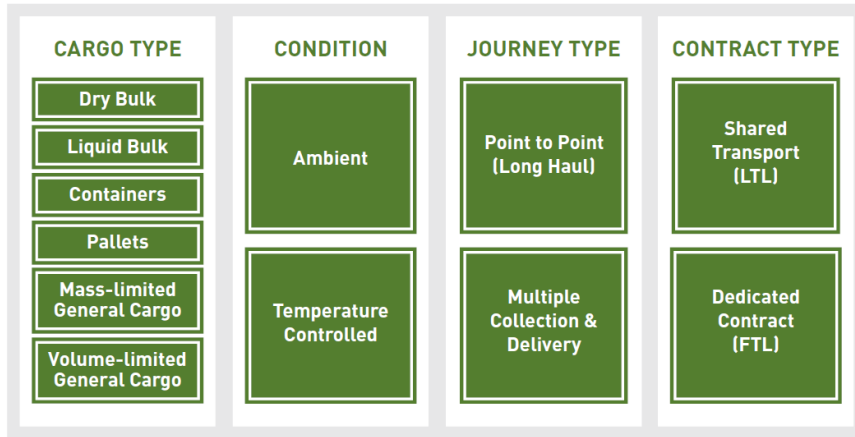 CARGO TYPE
Dry Bulk
Liquid Bulk
Containers
Pallets
Mass-limited
General Cargo
Volume-limited
General Cargo
CONDITION
Ambient
Temperature
Controlled
JOURNEY TYPE
Point to Point
(Long Haul)
Multiple
Collection &
Delivery
CONTRACT TYPE
Shared
Transport
(LTL)
Dedicated
Contract
(FTL)